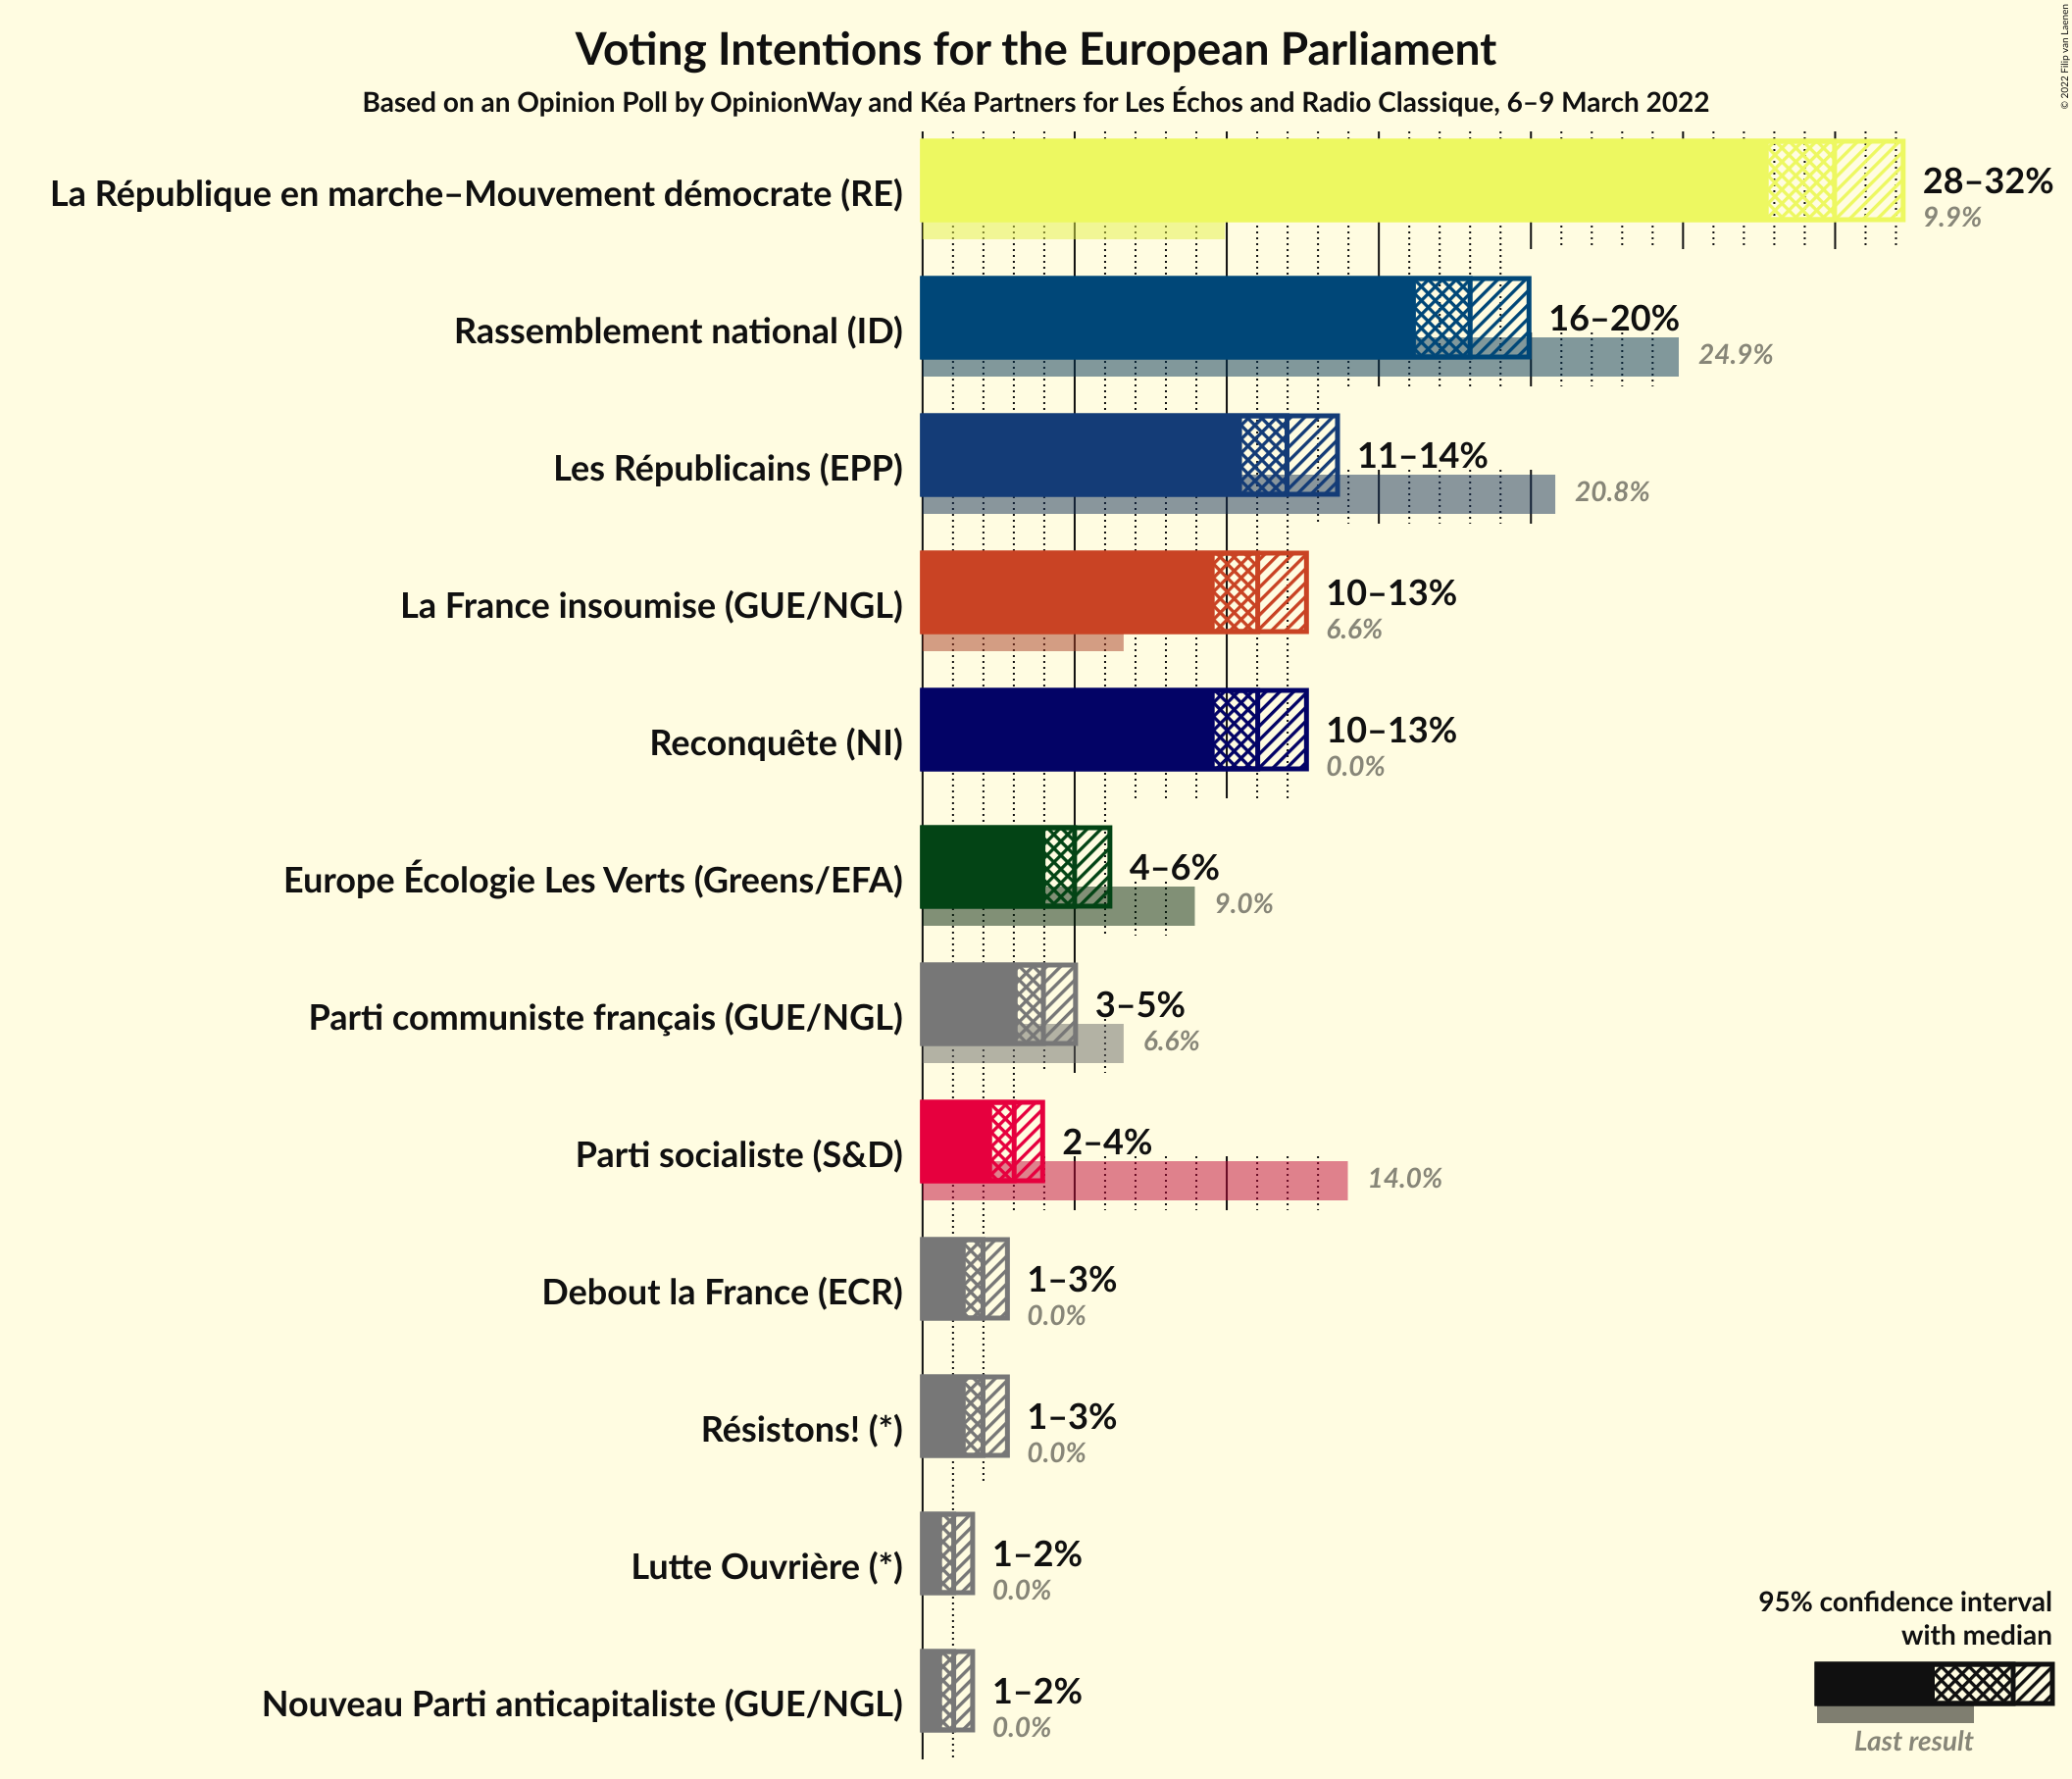 Voting Intentions for the European Parliament
Based on an Opinion Poll by OpinionWay and Kéa Partners for Les Échos and Radio Classique, 6–9 March 2022
© 2022 Filip van Laenen
La République en marche–Mouvement démocrate (RE)
28–32%
9.9%
Rassemblement national (ID)
16–20%
24.9%
Les Républicains (EPP)
11–14%
20.8%
La France insoumise (GUE/NGL)
10–13%
6.6%
Reconquête (NI)
10–13%
0.0%
Europe Écologie Les Verts (Greens/EFA)
4–6%
9.0%
Parti communiste français (GUE/NGL)
3–5%
6.6%
Parti socialiste (S&D)
2–4%
14.0%
Debout la France (ECR)
1–3%
0.0%
Résistons! (*)
1–3%
0.0%
Lutte Ouvrière (*)
1–2%
0.0%
Nouveau Parti anticapitaliste (GUE/NGL)
1–2%
0.0%
95% confidence interval
with median
Last result